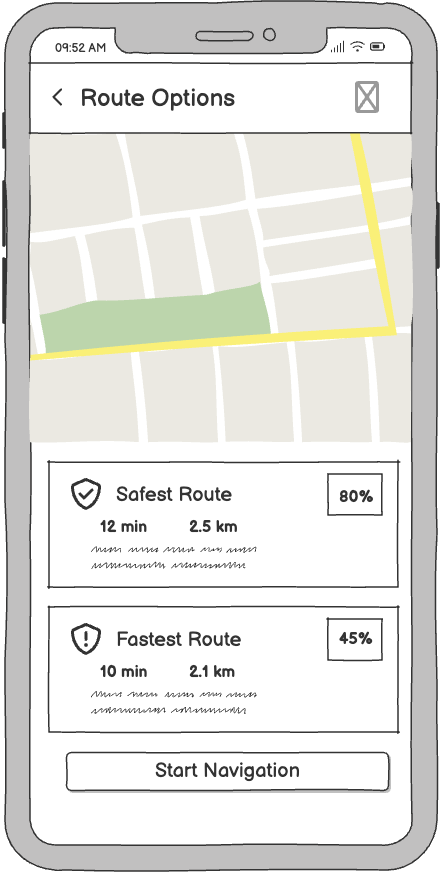 09:52 AM
Route Options
Safest Route
80%
12 min 2.5 km
Fastest Route
45%
10 min 2.1 km
Start Navigation